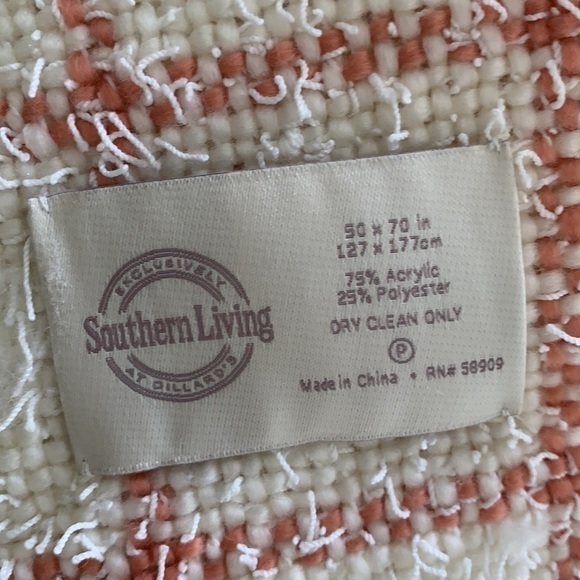 EXCLUSIVELY
Southern Living
AT DILLARD'S
50 x 70 in
127 x 177cm
75% Acrylic
25% Polyester
DRY CLEAN ONLY
P
Made in China • RN# 58909